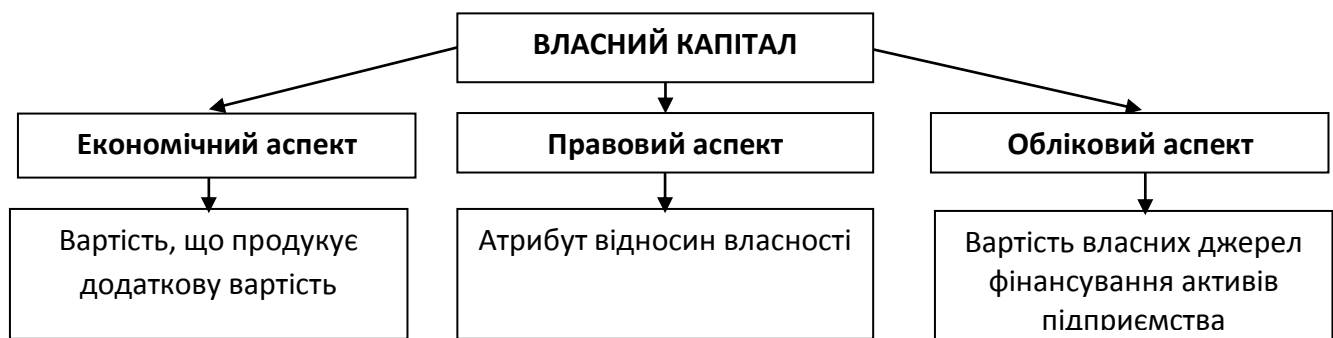 ВЛАСНИЙ КАПІТАЛ
Економічний аспект
Правовий аспект
Обліковий аспект
Вартість, що продукує
додаткову вартість
Атрибут відносин власності
Вартість власних джерел
фінансування активів
підприємства